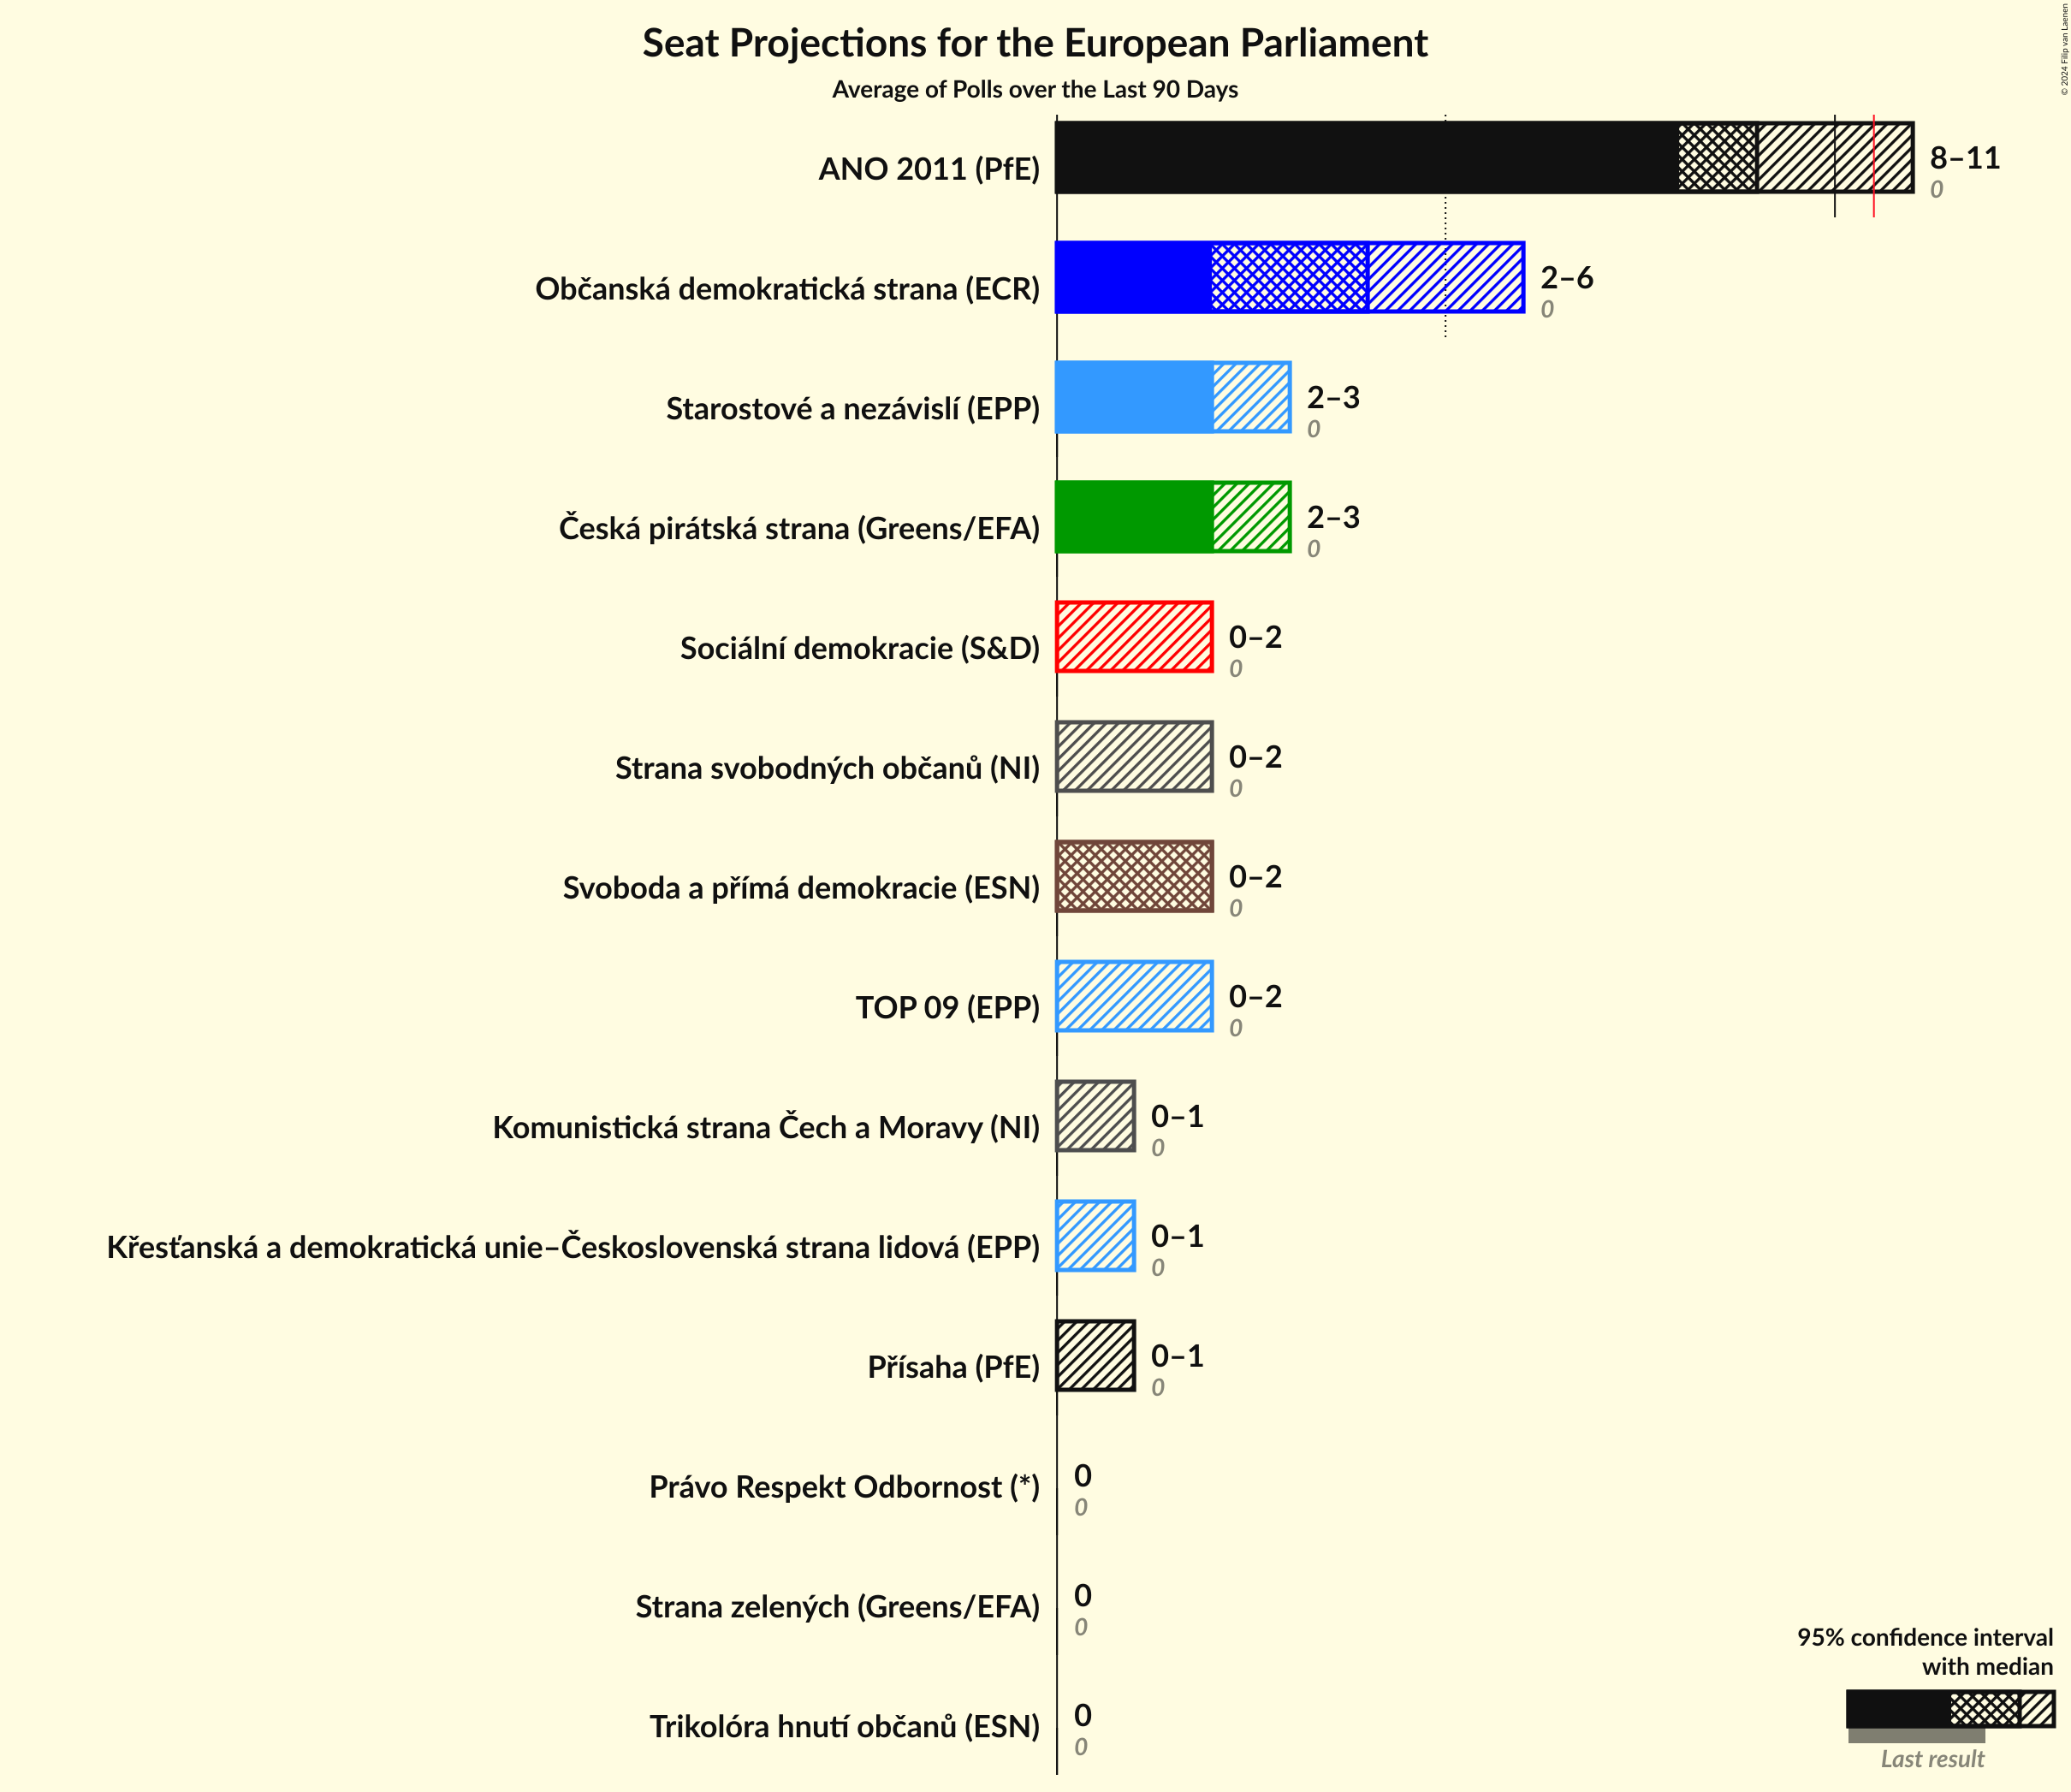 Seat Projections for the European Parliament
Average of Polls over the Last 90 Days
© 2024 Filip van Laenen
ANO 2011 (PfE)
8–11
0
Občanská demokratická strana (ECR)
2–6
0
Starostové a nezávislí (EPP)
2–3
0
Česká pirátská strana (Greens/EFA)
2–3
0
Sociální demokracie (S&D)
0–2
0
Strana svobodných občanů (NI)
0–2
0
Svoboda a přímá demokracie (ESN)
0–2
0
TOP 09 (EPP)
0–2
0
Komunistická strana Čech a Moravy (NI)
0–1
0
Křesťanská a demokratická unie–Československá strana lidová (EPP)
0–1
0
Přísaha (PfE)
0–1
0
Právo Respekt Odbornost (*)
0
0
Strana zelených (Greens/EFA)
0
0
Trikolóra hnutí občanů (ESN)
0
0
95% confidence interval
with median
Last result